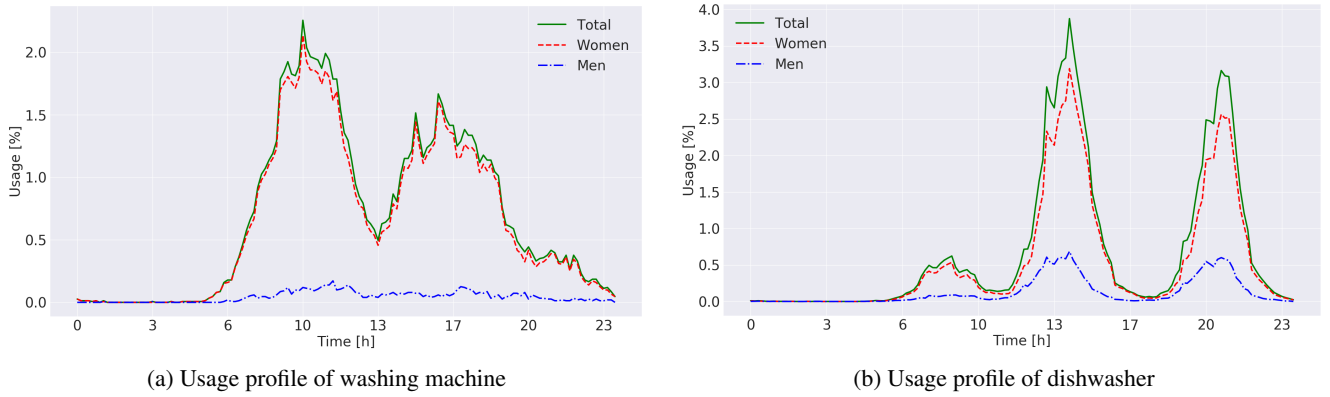 2.0
1.5
1.0
0.5
0.0
Usage [%]
0 3 6 10 13 17 20 23
Time [h]
Total
Women
Men
(a) Usage profile of washing machine
4.0
3.5
3.0
2.5
2.0
1.5
1.0
0.5
0.0
Usage [%]
0 3 6 10 13 17 20 23
Time [h]
Total
Women
Men
(b) Usage profile of dishwasher